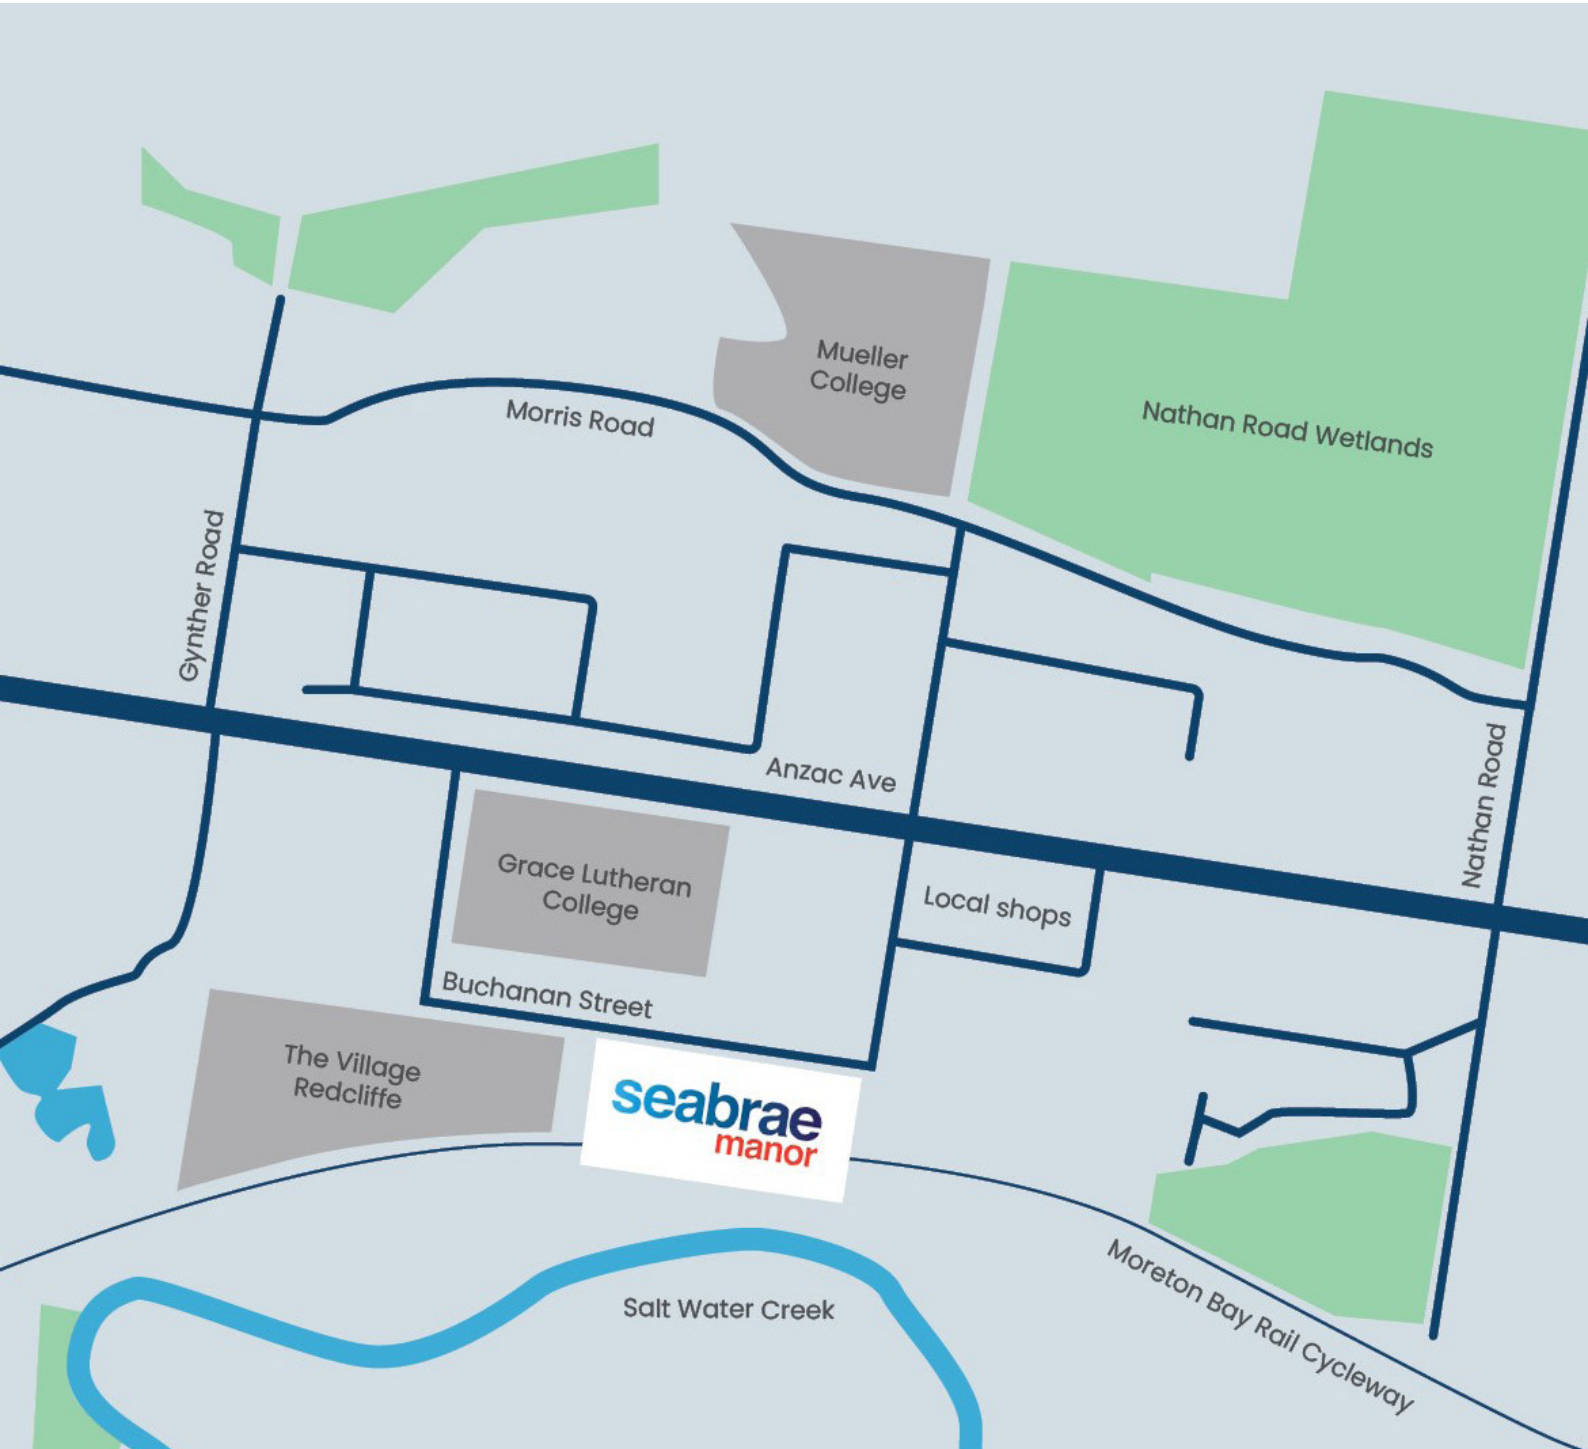 Mueller
College
Nathan Road Wetlands
Morris Road
Gynther Road
Anzac Ave
Nathan Road
Grace Lutheran
College
Local shops
Buchanan Street
The Village
Redcliffe
seabrae
manor
Salt Water Creek
Moreton Bay Rail Cycleway